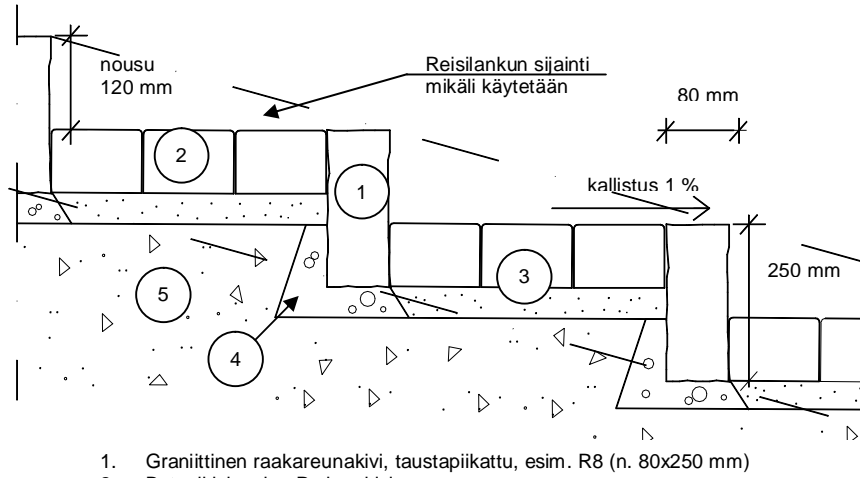 nousu
120 mm
Reisilankun sijainti
mikäli käytetään
80 mm
2
1
kallistus 1 %
3
250 mm
5
4
1. Graniittinen raakareunakivi, taustapiikattu, esim. R8 (n. 80x250 mm)